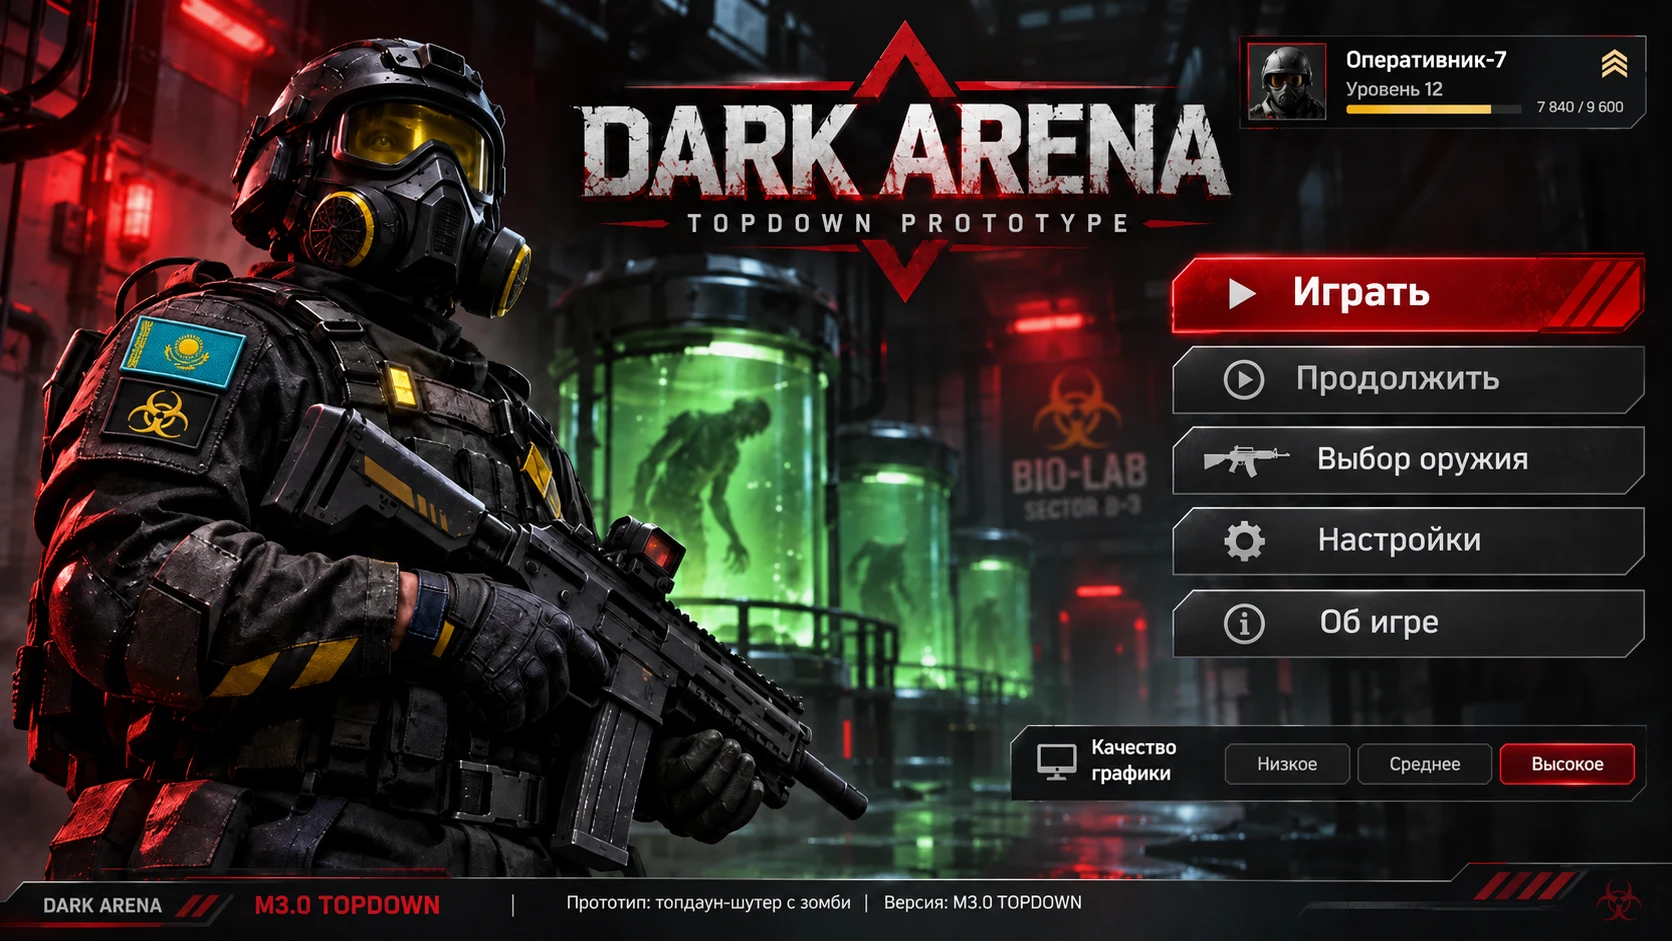 DARK ARENA
TOPDOWN PROTOTYPE
Оперативник-7
Уровень 12
7 840 / 9 600
Играть
Продолжить
Выбор оружия
Настройки
Об игре
BIO-LAB
SECTOR B-3
Качество
графики
Низкое
Среднее
Высокое
DARK ARENA
M3.0 TOPDOWN
Прототип: топдаун-шутер с зомби | Версия: M3.0 TOPDOWN